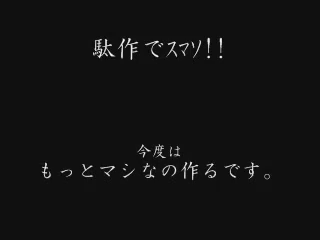 駄作でｽﾏｿ!!
今度は
もっとマシなの作るです。